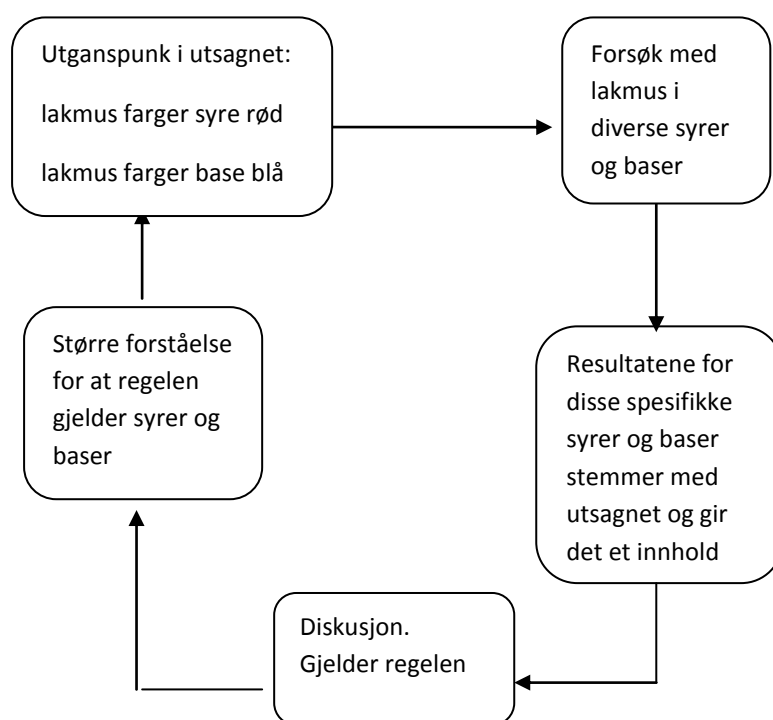 Utganspunk i utsagnet:
lakmus farger syre rød
lakmus farger base blå
Forsøk med
lakmus i
diverse syrer
og baser
Resultatene for
disse spesifikke
syrer og baser
stemmer med
utsagnet og gir
det et innhold
Diskusjon.
Gjelder regelen
Større forståelse
for at regelen
gjelder syrer og
baser